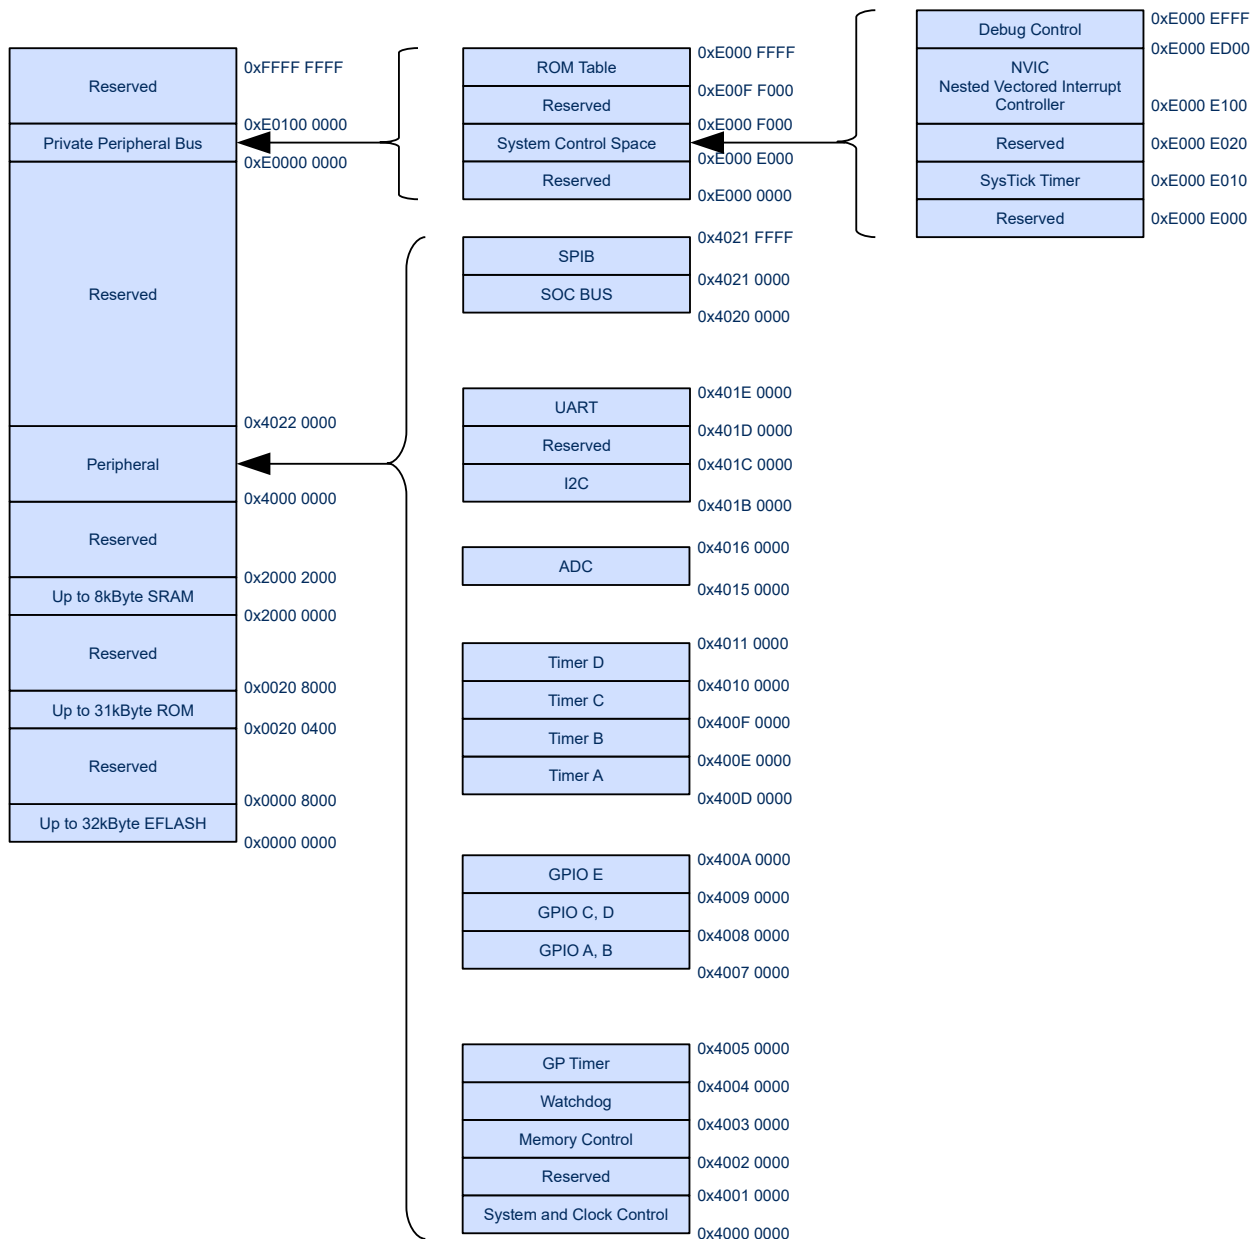 0xFFFF FFFF
Reserved
0xE0100 0000
Private Peripheral Bus
0xE0000 0000
Reserved
0x4022 0000
Peripheral
0x4000 0000
Reserved
0x2000 2000
Up to 8kByte SRAM
0x2000 0000
Reserved
0x0020 8000
Up to 31kByte ROM
0x0020 0400
Reserved
0x0000 8000
Up to 32kByte EFLASH
0x0000 0000
0xE000 FFFF
ROM Table
0xE00F F000
Reserved
0xE000 F000
System Control Space
0xE000 E000
Reserved
0xE000 0000
0x4021 FFFF
SPIB
0x4021 0000
SOC BUS
0x4020 0000
0x401E 0000
UART
0x401D 0000
Reserved
0x401C 0000
I2C
0x401B 0000
0x4016 0000
ADC
0x4015 0000
0x4011 0000
Timer D
0x4010 0000
Timer C
0x400F 0000
Timer B
0x400E 0000
Timer A
0x400D 0000
0x400A 0000
GPIO E
0x4009 0000
GPIO C, D
0x4008 0000
GPIO A, B
0x4007 0000
0x4005 0000
GP Timer
0x4004 0000
Watchdog
0x4003 0000
Memory Control
0x4002 0000
Reserved
0x4001 0000
System and Clock Control
0x4000 0000
0xE000 EFFF
Debug Control
0xE000 ED00
NVIC
Nested Vectored Interrupt
Controller
0xE000 E100
Reserved
0xE000 E020
SysTick Timer
0xE000 E010
Reserved
0xE000 E000